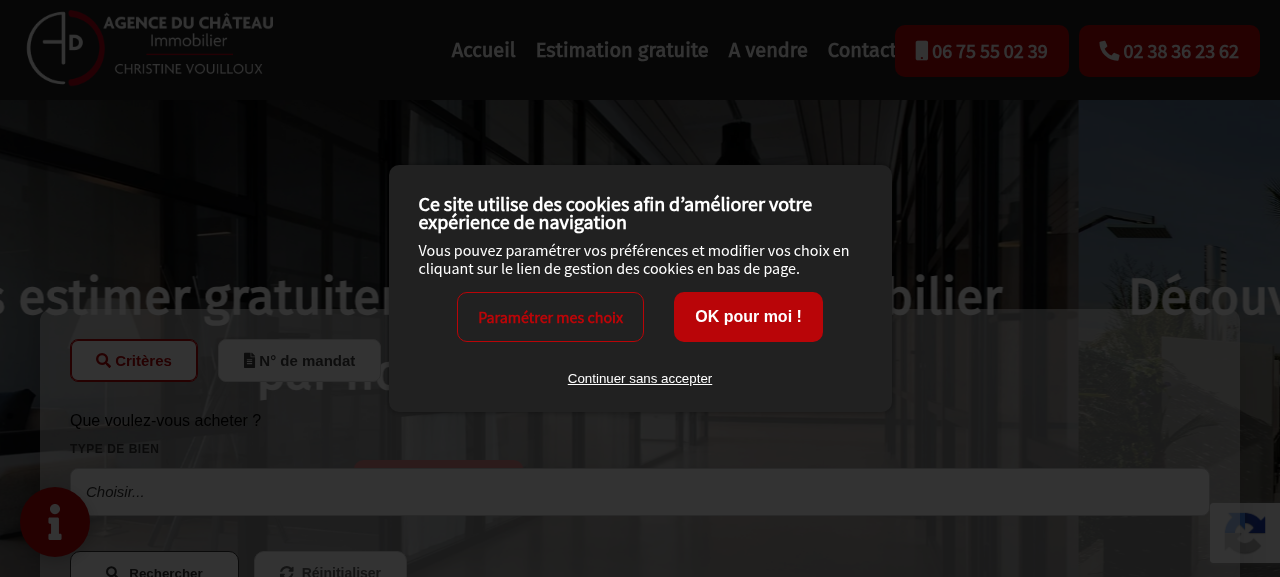 AGENCE DU CHÂTEAU
Immobilier
CHRISTINE VOUILLOUX
Accueil Estimation gratuite A vendre Contact
06 75 55 02 39
02 38 36 23 62
Ce site utilise des cookies afin d’améliorer votre
expérience de navigation
Vous pouvez paramétrer vos préférences et modifier vos choix en
cliquant sur le lien de gestion des cookies en bas de page.
Paramétrer mes choix
OK pour moi !
Continuer sans accepter
estimer
Critères
N° de mandat
Que voulez-vous acheter ?
TYPE DE BIEN
Choisir...
Rechercher
Réinitialiser